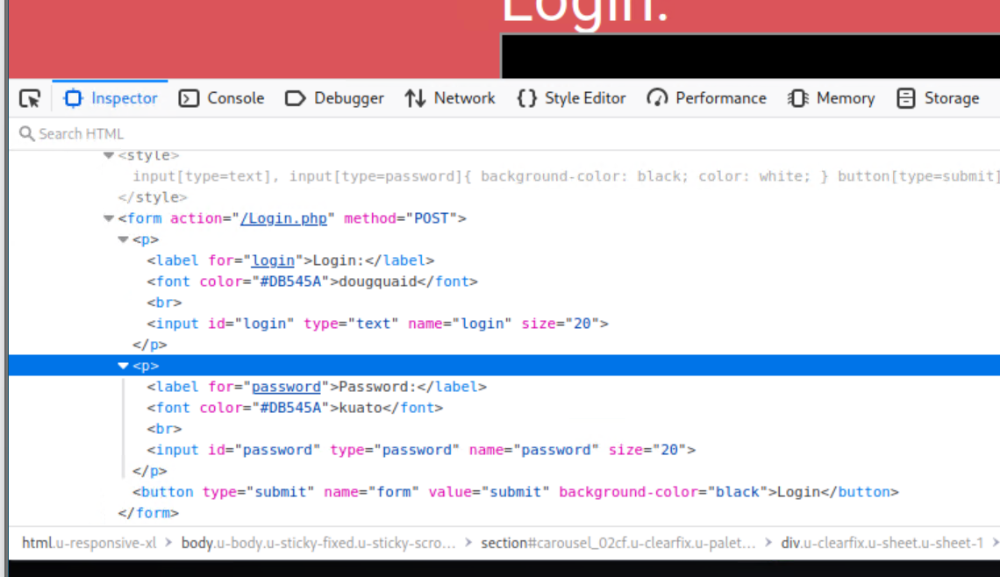 Login.
Inspector Console Debugger Network {} Style Editor Performance Memory Storage
Search HTML
<style>
input[type=text], input[type=password]{ background-color: black; color: white; } button[type=submit]
</style>
<form action="/Login.php" method="POST">
<p>
<label for="login">Login:</label>
<font color="#DB545A">dougquaid</font>
<br>
<input id="login" type="text" name="login" size="20">
</p>
<p>
<label for="password">Password:</label>
<font color="#DB545A">kuato</font>
<br>
<input id="password" type="password" name="password" size="20">
</p>
<button type="submit" name="form" value="submit" background-color="black">Login</button>
</form>
html.u-responsive-xl > body.u-body.u-sticky-fixed.u-sticky-scro... > section#carousel_02cf.u-clearfix.u-palet... > div.u-clearfix.u-sheet.u-sheet-1 >